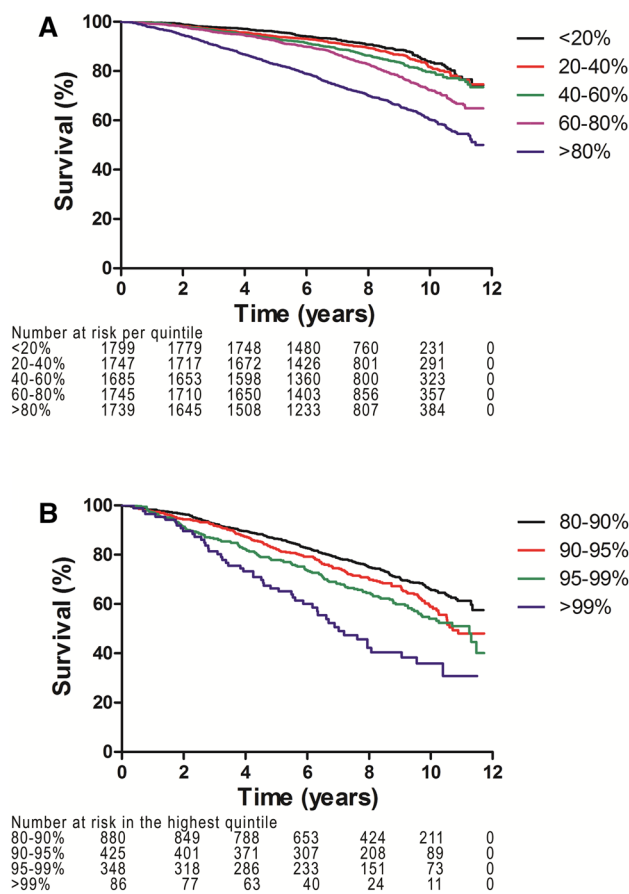 A
Survival (%)
100
80
60
40
20
0
0 2 4 6 8 10 12
Time (years)
<20%
20-40%
40-60%
60-80%
>80%
Number at risk per quintile
<20% 1799 1779 1748 1480 760 231 0
20-40% 1747 1717 1672 1426 801 291 0
40-60% 1685 1653 1598 1360 800 323 0
60-80% 1745 1710 1650 1403 856 357 0
>80% 1739 1645 1508 1233 807 384 0
B
Survival (%)
100
80
60
40
20
0
0 2 4 6 8 10 12
Time (years)
80-90%
90-95%
95-99%
>99%
Number at risk in the highest quintile
80-90% 880 849 788 653 424 211 0
90-95% 425 401 371 307 208 89 0
95-99% 348 318 286 233 151 73 0
>99% 86 77 63 40 24 11 0